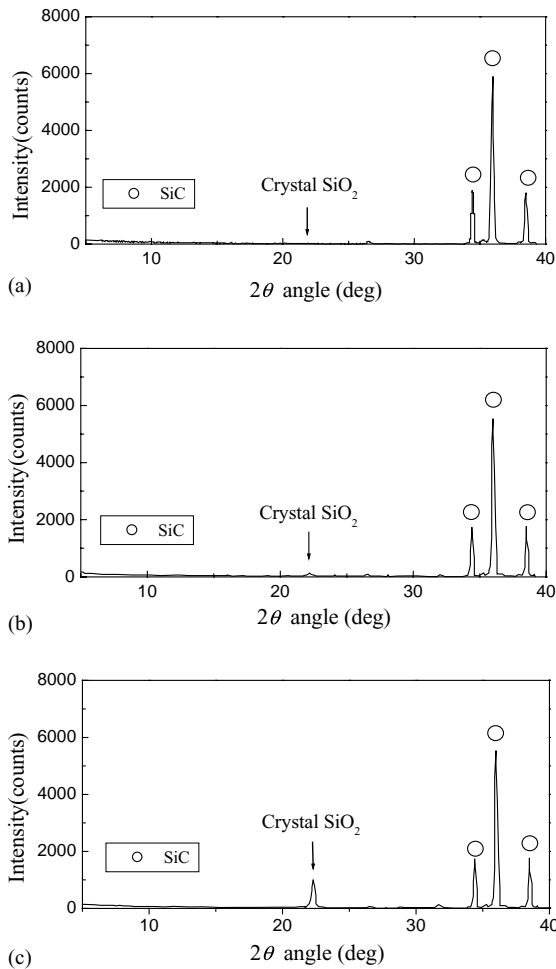 8000
6000
4000
2000
0
Intensity(counts)
○ SiC
Crystal SiO₂
10 20 30 40
(a)
2θ angle (deg)
8000
6000
4000
2000
0
Intensity(counts)
○ SiC
Crystal SiO₂
10 20 30 40
(b)
2θ angle (deg)
8000
6000
4000
2000
0
Intensity(counts)
○ SiC
Crystal SiO₂
10 20 30 40
(c)
2θ angle (deg)